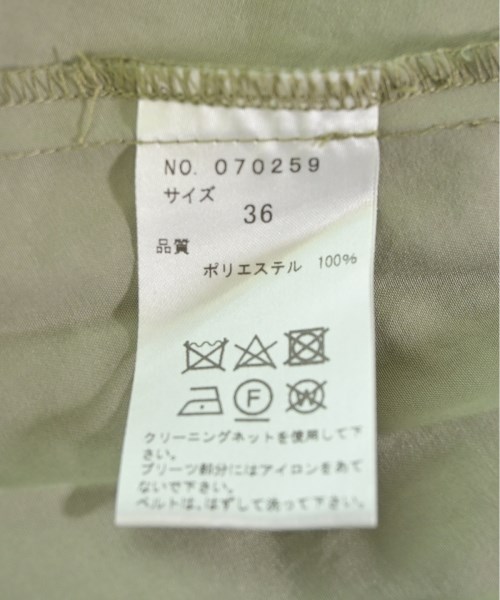 NO. 070259
サイズ
36
品質
ポリエステル 100%
F
W
クリーニングネットを使用して下
さい。
プリーツ部分にはアイロンをあて
ないで下さい。
ベルトは、はずして洗って下さい。